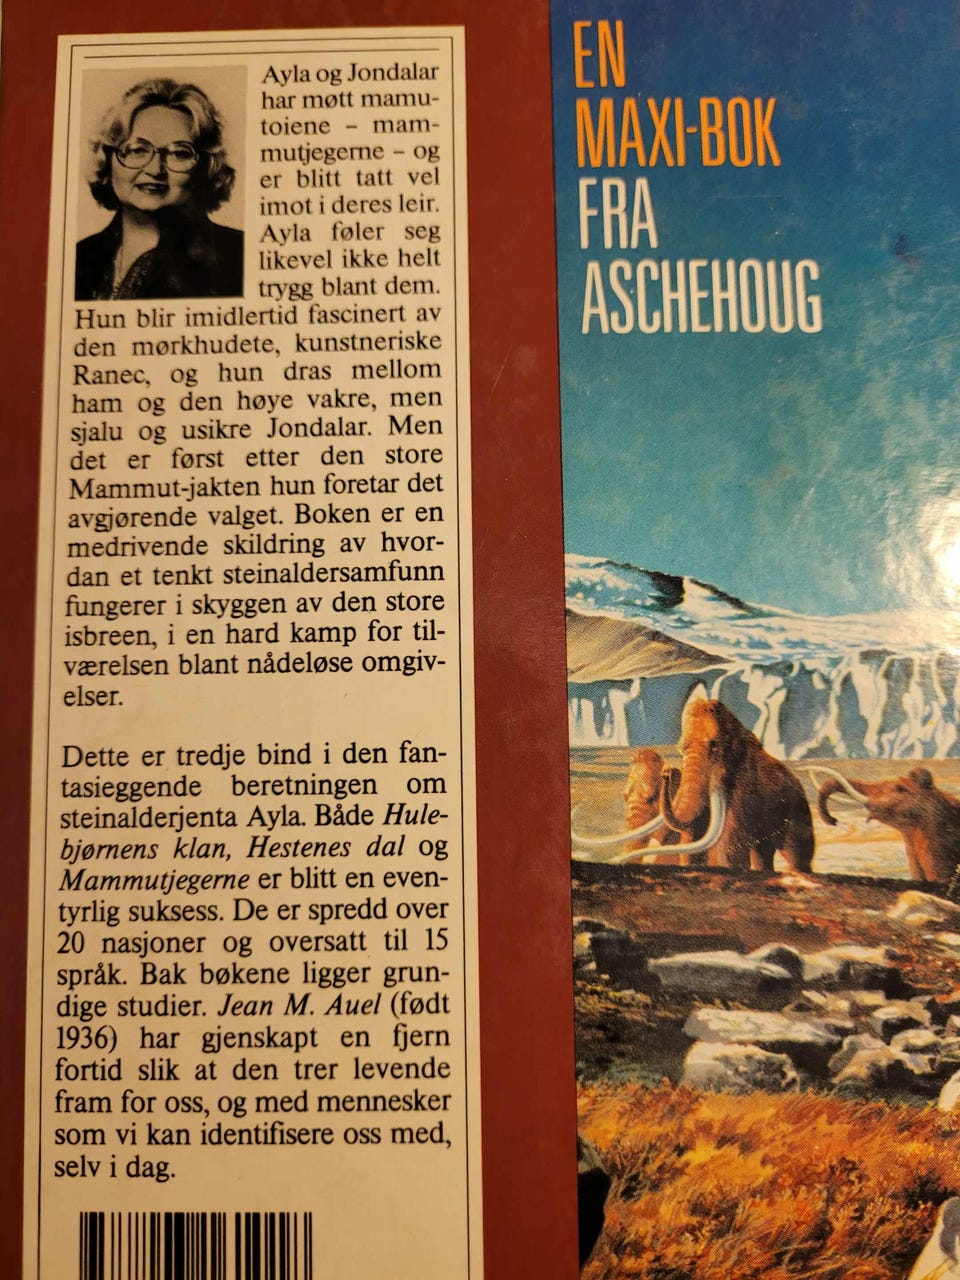 Ayla og Jondalar
har møtt mamu-
toiene – mam-
mutjegerne – og
er blitt tatt vel
imot i deres leir.
Ayla føler seg
likevel ikke helt
trygg blant dem.
Hun blir imidlertid fascinert av
den mørkhudete, kunstneriske
Ranec, og hun dras mellom
ham og den høye vakre, men
sjalu og usikre Jondalar. Men
det er først etter den store
Mammut-jakten hun foretar det
avgjørende valget. Boken er en
medrivende skildring av hvor-
dan et tenkt steinaldersamfunn
fungerer i skyggen av den store
isbreen, i en hard kamp for til-
værelsen blant nådeløse omgiv-
elser.
Dette er tredje bind i den fan-
tasieggende beretningen om
steinalderjenta Ayla. Både Hule-
bjørnens klan, Hestenes dal og
Mammutjegerne er blitt en even-
tyrlig suksess. De er spredd over
20 nasjoner og oversatt til 15
språk. Bak bøkene ligger grun-
dige studier. Jean M. Auel (født
1936) har gjenskapt en fjern
fortid slik at den trer levende
fram for oss, og med mennesker
som vi kan identifisere oss med,
selv i dag.
EN
MAXI-BOK
FRA
ASCHEHOUG